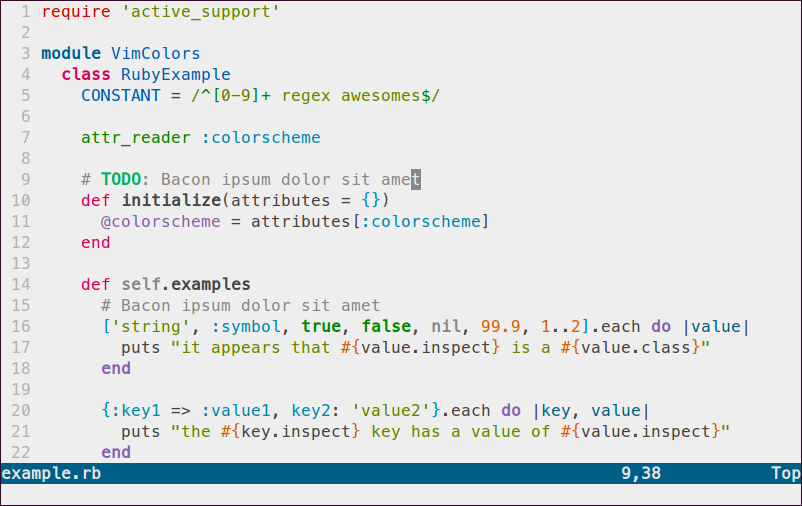 1 require 'active_support'
2
3 module VimColors
4   class RubyExample
5     CONSTANT = /^[0-9]+ regex awesomes$/
6
7     attr_reader :colorscheme
8
9     # TODO: Bacon ipsum dolor sit amet
10     def initialize(attributes = {})
11       @colorscheme = attributes[:colorscheme]
12     end
13
14     def self.examples
15       # Bacon ipsum dolor sit amet
16       ['string', :symbol, true, false, nil, 99.9, 1..2].each do |value|
17         puts "it appears that #{value.inspect} is a #{value.class}"
18       end
19
20       {:key1 => :value1, key2: 'value2'}.each do |key, value|
21         puts "the #{key.inspect} key has a value of #{value.inspect}"
22       end
example.rb 9,38 Top